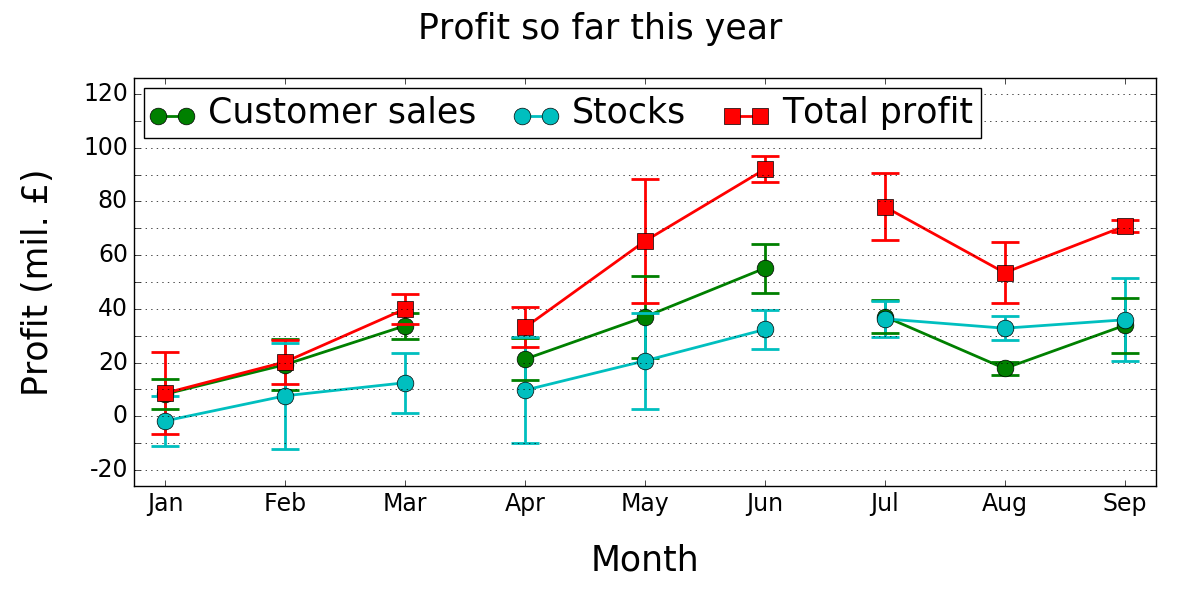 Profit so far this year
Customer sales Stocks Total profit
Profit (mil. £)
120
100
80
60
40
20
0
-20
Jan Feb Mar Apr May Jun Jul Aug Sep
Month